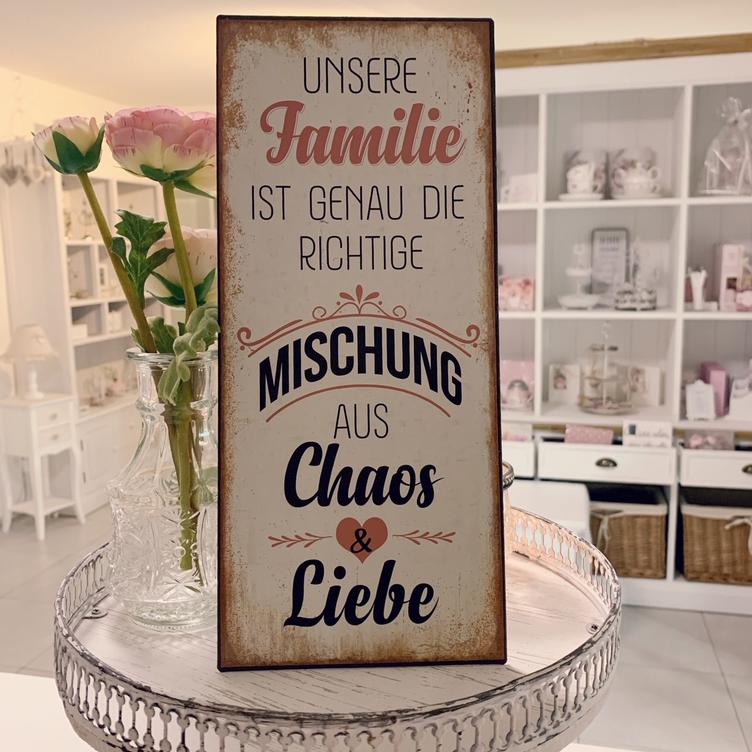 UNSERE
Familie
IST GENAU DIE
RICHTIGE
MISCHUNG
AUS
Chaos
&
Liebe